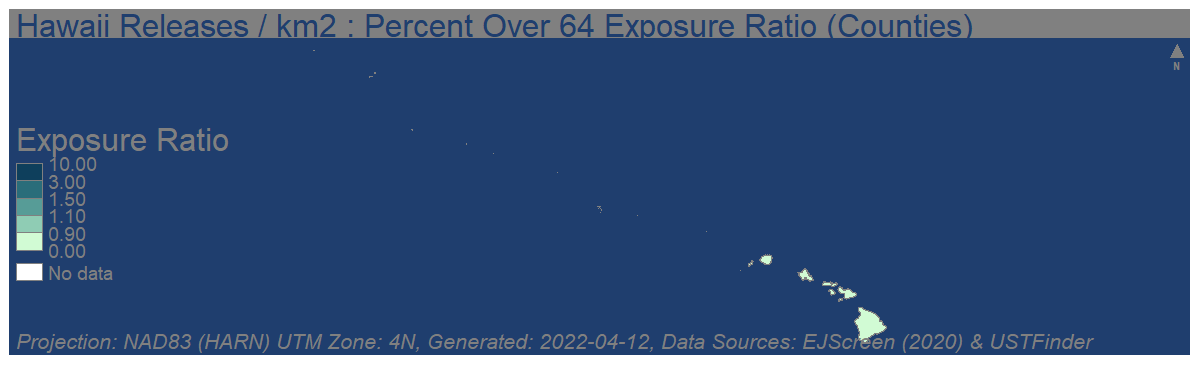 Hawaii Releases / km2 : Percent Over 64 Exposure Ratio (Counties)
N
Exposure Ratio
10.00
3.00
1.50
1.10
0.90
0.00
No data
Projection: NAD83 (HARN) UTM Zone: 4N, Generated: 2022-04-12, Data Sources: EJScreen (2020) & USTFinder